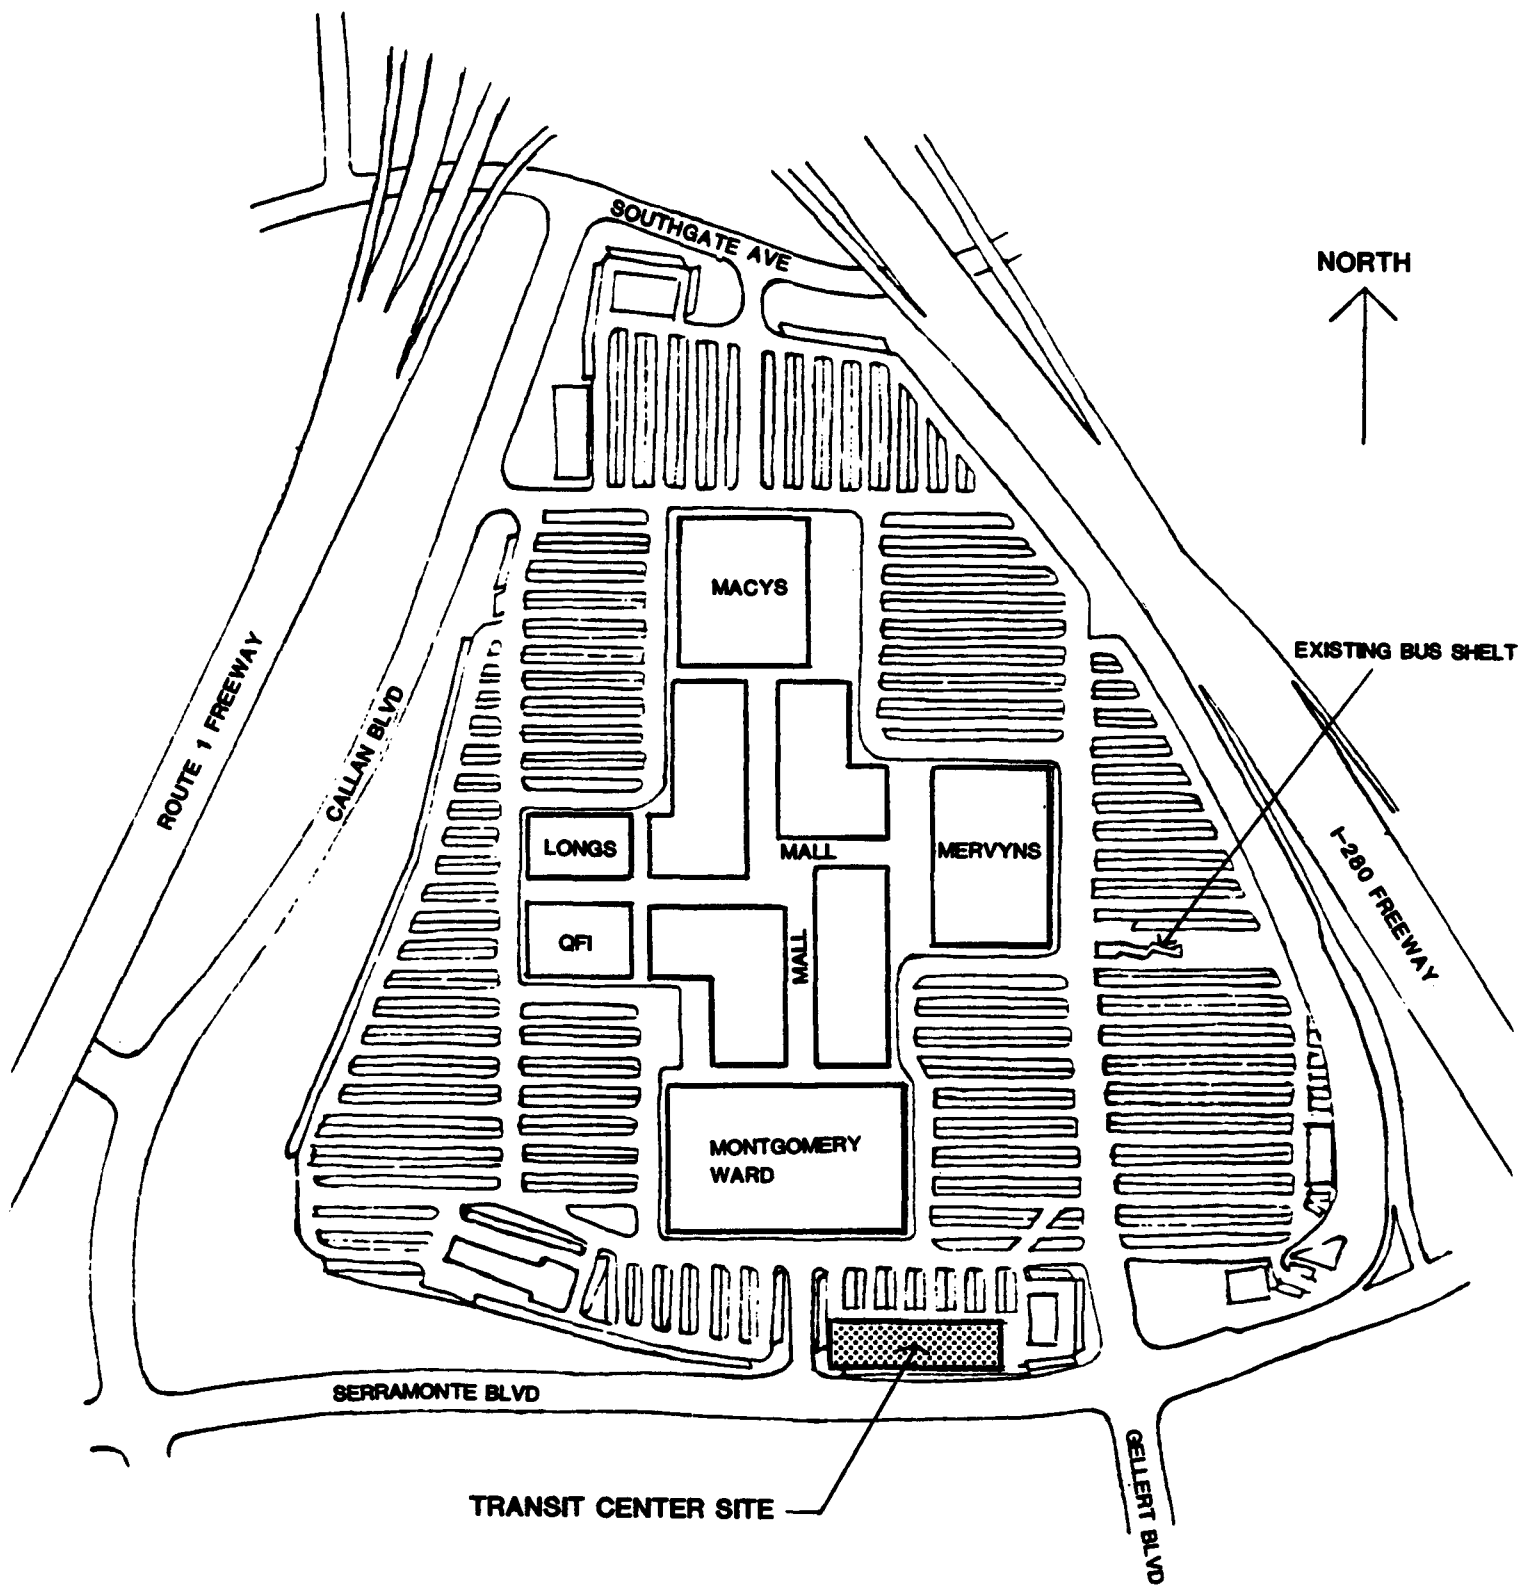 SOUTHGATE AVE
NORTH
MACYS
EXISTING BUS SHELT
ROUTE 1 FREEWAY
CALLAN BLVD
LONGS
MALL
MERVYNS
I-280 FREEWAY
QFI
MALL
MONTGOMERY
WARD
SERRAMONTE BLVD
TRANSIT CENTER SITE
GELLERT BLVD